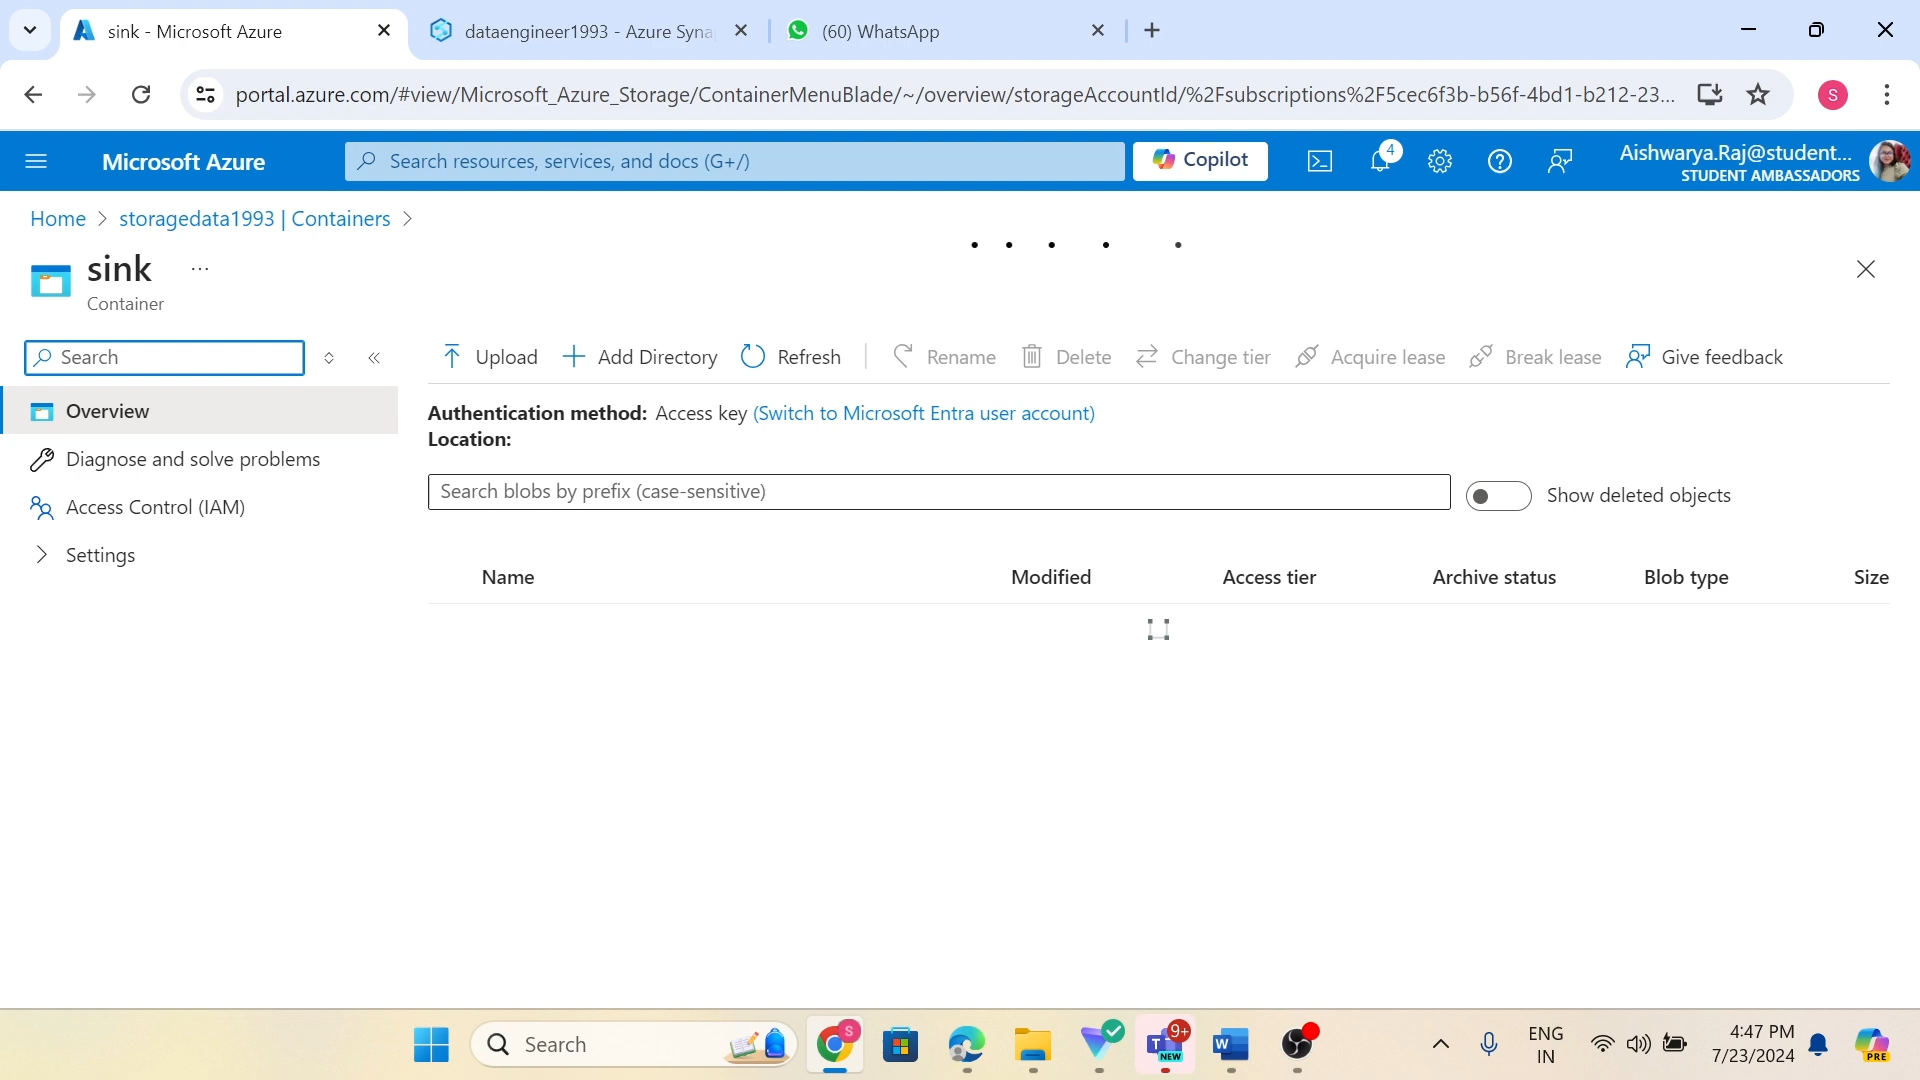 sink - Microsoft Azure
dataengineer1993 - Azure Syna
(60) WhatsApp
portal.azure.com/#view/Microsoft_Azure_Storage/ContainerMenuBlade/~/overview/storageAccountId/%2Fsubscriptions%2F5cec6f3b-b56f-4bd1-b212-23...
S
Microsoft Azure
Search resources, services, and docs (G+/)
Copilot
4
Aishwarya.Raj@student...
STUDENT AMBASSADORS
Home > storagedata1993 | Containers >
sink ...
Container
Search
Upload
Add Directory
Refresh
Rename
Delete
Change tier
Acquire lease
Break lease
Give feedback
Overview
Diagnose and solve problems
Access Control (IAM)
Settings
Authentication method: Access key (Switch to Microsoft Entra user account)
Location:
Search blobs by prefix (case-sensitive)
Show deleted objects
Name Modified Access tier Archive status Blob type Size
Search
S
9+
T
NEW
W
ENG
IN
4:47 PM
7/23/2024
PRE